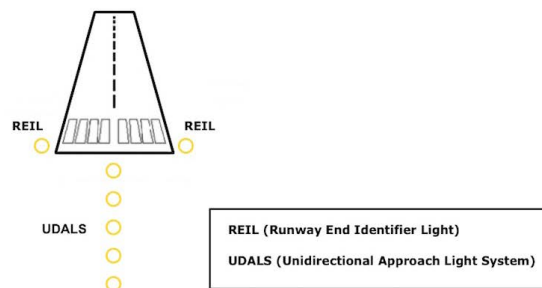 REIL
REIL
UDALS
REIL (Runway End Identifier Light)
UDALS (Unidirectional Approach Light System)